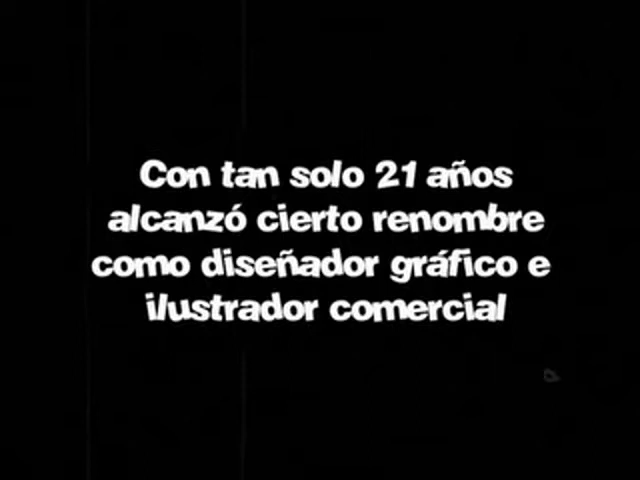 Con tan solo 21 años
alcanzó cierto renombre
como diseñador gráfico e
ilustrador comercial